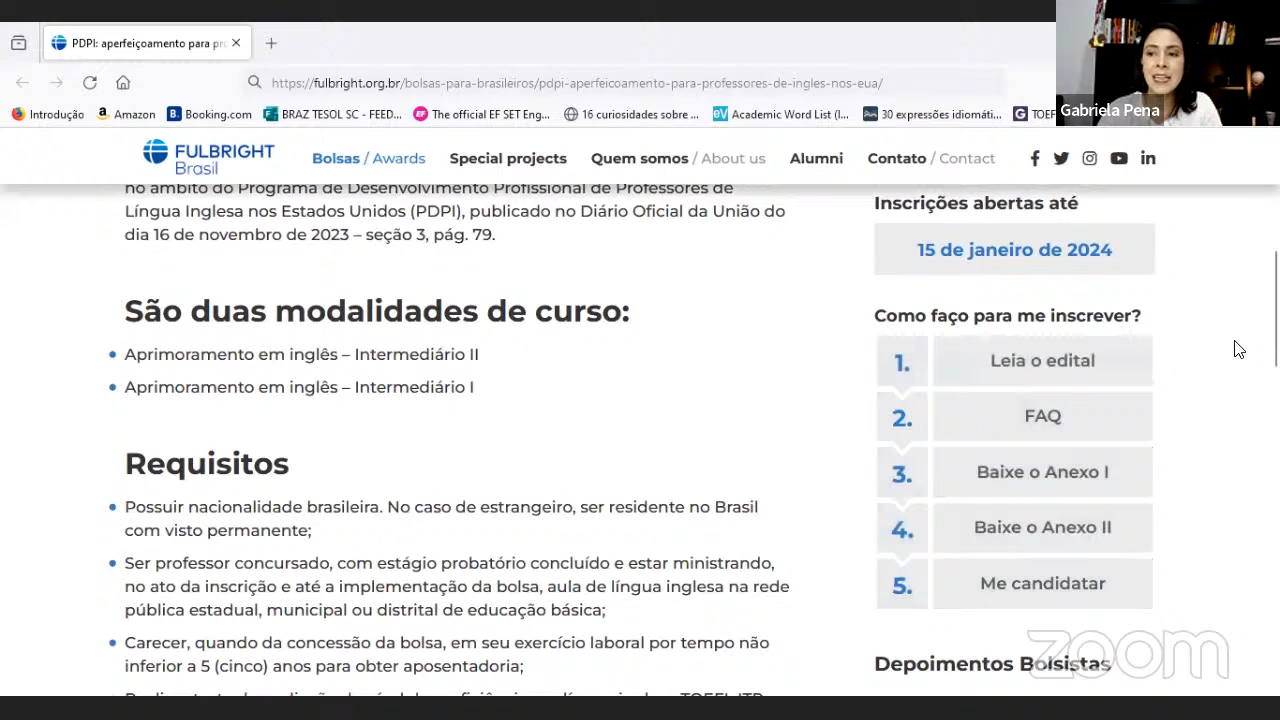 PDPI: aperfeiçoamento para pro
https://fulbright.org.br/bolsas-para-brasileiros/pdpi-aperfeicoamento-para-professores-de-ingles-nos-eua/
Gabriela Pena
Introdução
Amazon
Booking.com
BRAZ TESOL SC - FEED...
The official EF SET Eng...
16 curiosidades sobre ...
Academic Word List (l...
30 expressões idiomáti...
TOEF
FULBRIGHT
Brasil
Bolsas / Awards
Special projects
Quem somos / About us
Alumni
Contato / Contact
no âmbito do Programa de Desenvolvimento Profissional de Professores de
Língua Inglesa nos Estados Unidos (PDPI), publicado no Diário Oficial da União do
dia 16 de novembro de 2023 – seção 3, pág. 79.
São duas modalidades de curso:
Aprimoramento em inglês – Intermediário II
Aprimoramento em inglês – Intermediário I
Requisitos
Possuir nacionalidade brasileira. No caso de estrangeiro, ser residente no Brasil
com visto permanente;
Ser professor concursado, com estágio probatório concluído e estar ministrando,
no ato da inscrição e até a implementação da bolsa, aula de língua inglesa na rede
pública estadual, municipal ou distrital de educação básica;
Carecer, quando da concessão da bolsa, em seu exercício laboral por tempo não
inferior a 5 (cinco) anos para obter aposentadoria;
Inscrições abertas até
15 de janeiro de 2024
Como faço para me inscrever?
1. Leia o edital
2. FAQ
3. Baixe o Anexo I
4. Baixe o Anexo II
5. Me candidatar
Depoimentos Bolsistas
zoom